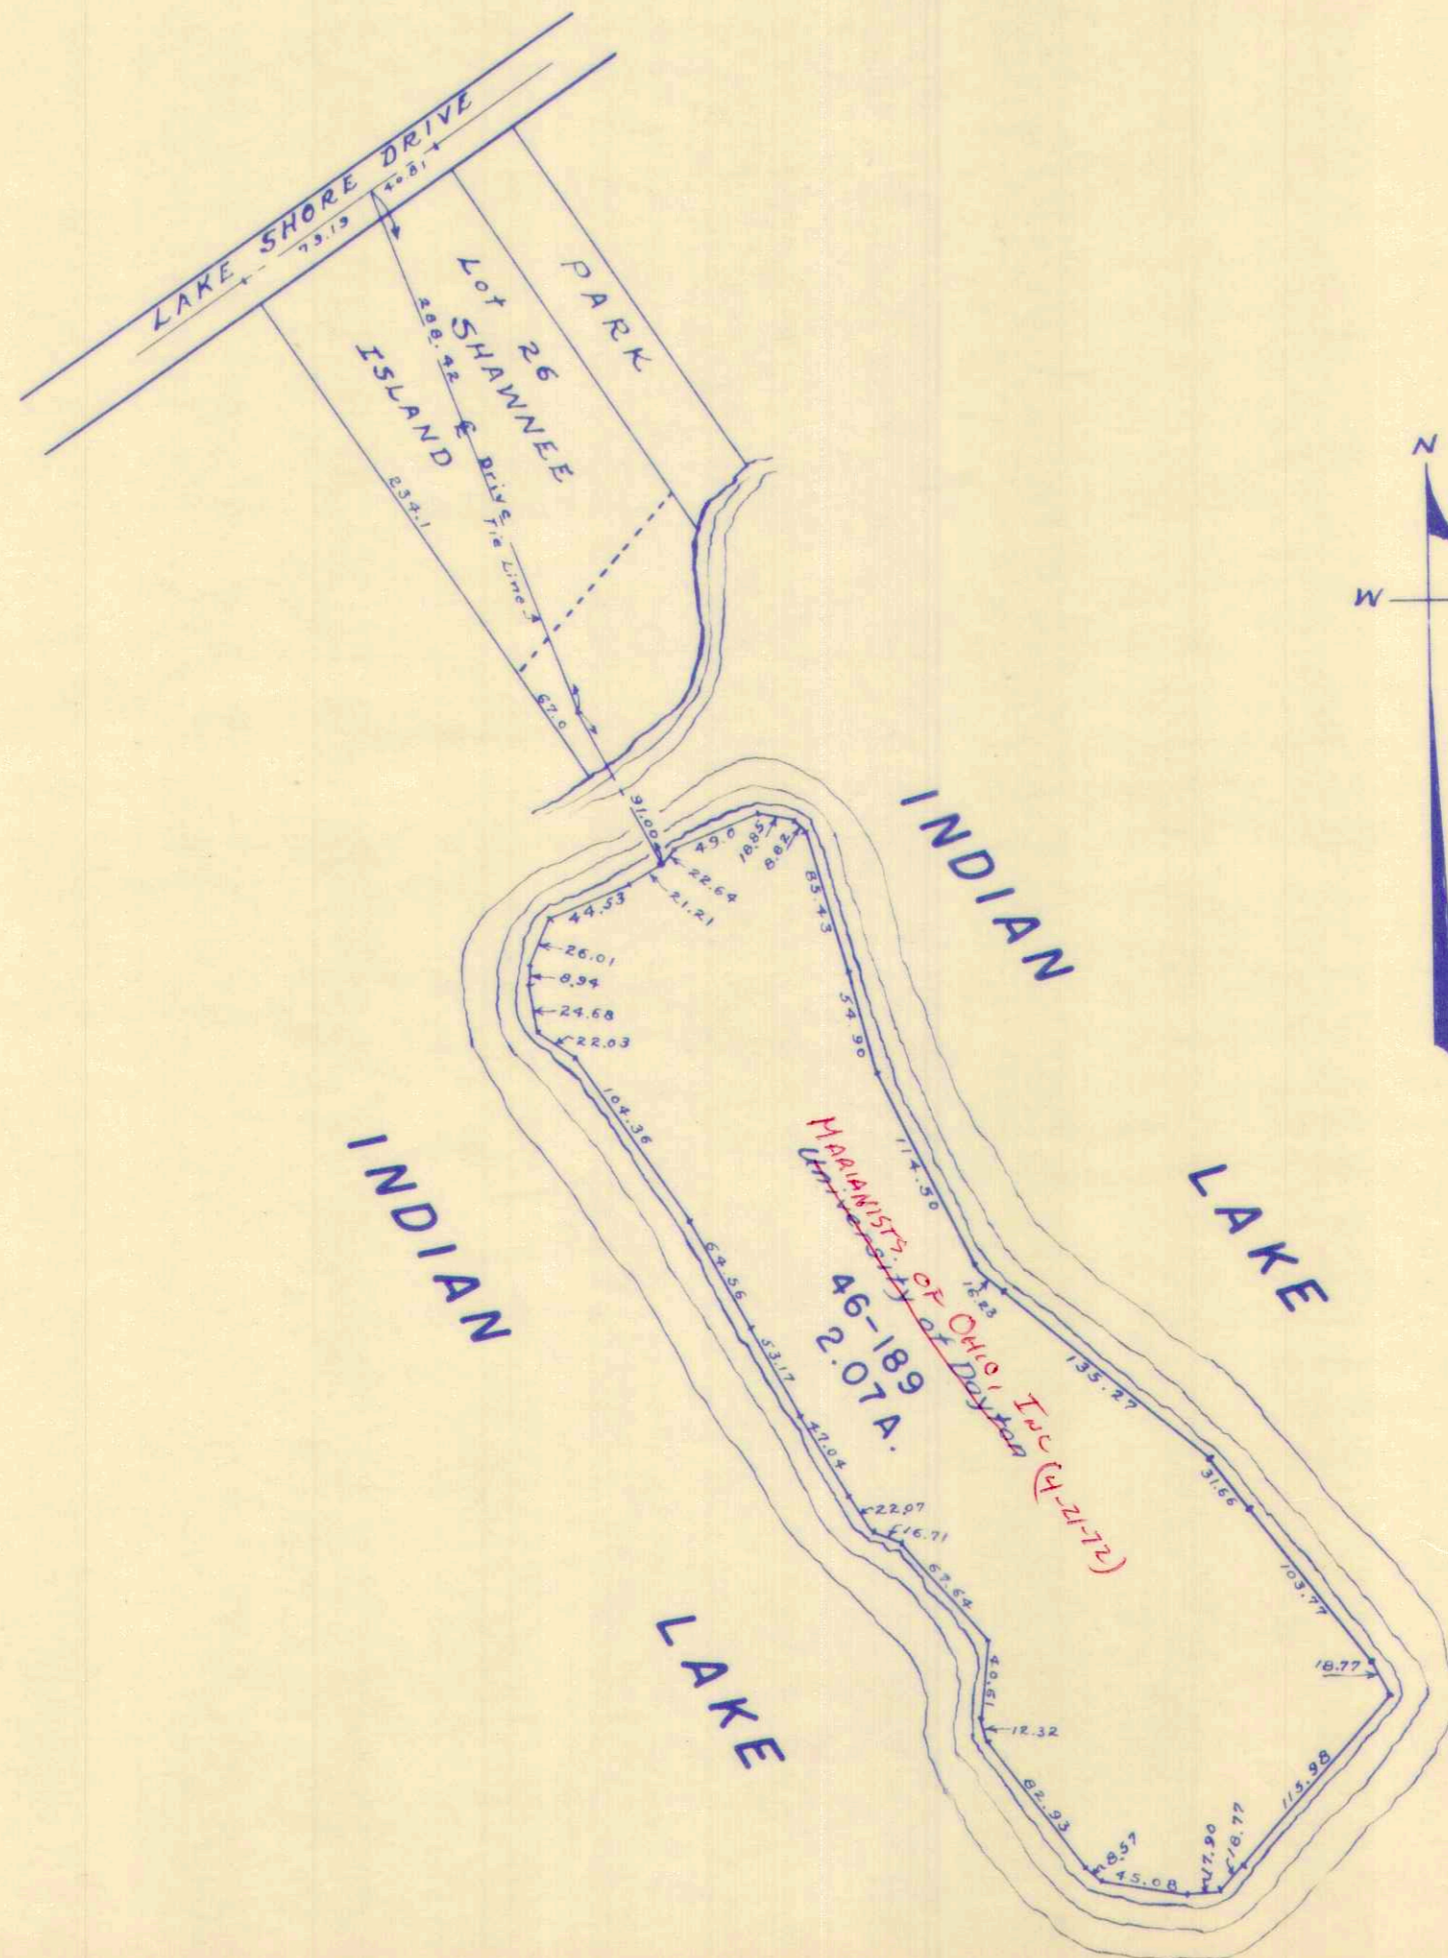 LAKE SHORE DRIVE
40.81
79.19
PARK
Lot 26
SHAWNEE
ISLAND
288.42
℄ Drive
Tie Line
234.1
67.0
N
W
91.00
49.0
18.85
8.82
22.64
21.21
44.53
26.01
8.94
24.68
22.03
85.43
54.90
114.50
16.23
135.27
31.66
103.77
18.77
115.98
18.77
17.90
45.08
8.57
82.93
12.32
40.51
67.64
16.71
22.07
47.04
53.17
64.56
104.36
INDIAN
LAKE
INDIAN
LAKE
MARIANISTS OF OHIO, INC (4-21-72)
University of Dayton
46-189
2.07 A.